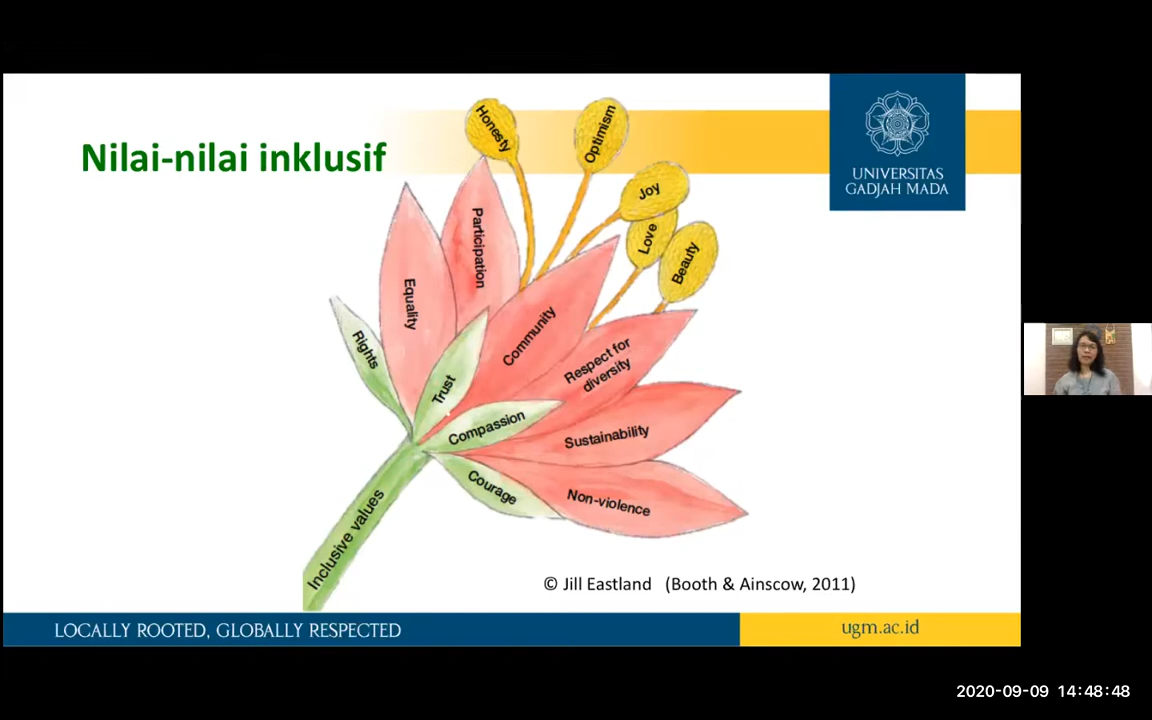 Nilai-nilai inklusif
UNIVERSITAS
GADJAH MADA
Honesty
Optimism
Joy
Love
Beauty
Participation
Equality
Community
Rights
Respect for
diversity
Trust
Compassion
Sustainability
Courage
Non-violence
Inclusive values
© Jill Eastland (Booth & Ainscow, 2011)
LOCALLY ROOTED, GLOBALLY RESPECTED
ugm.ac.id
2020-09-09 14:48:48